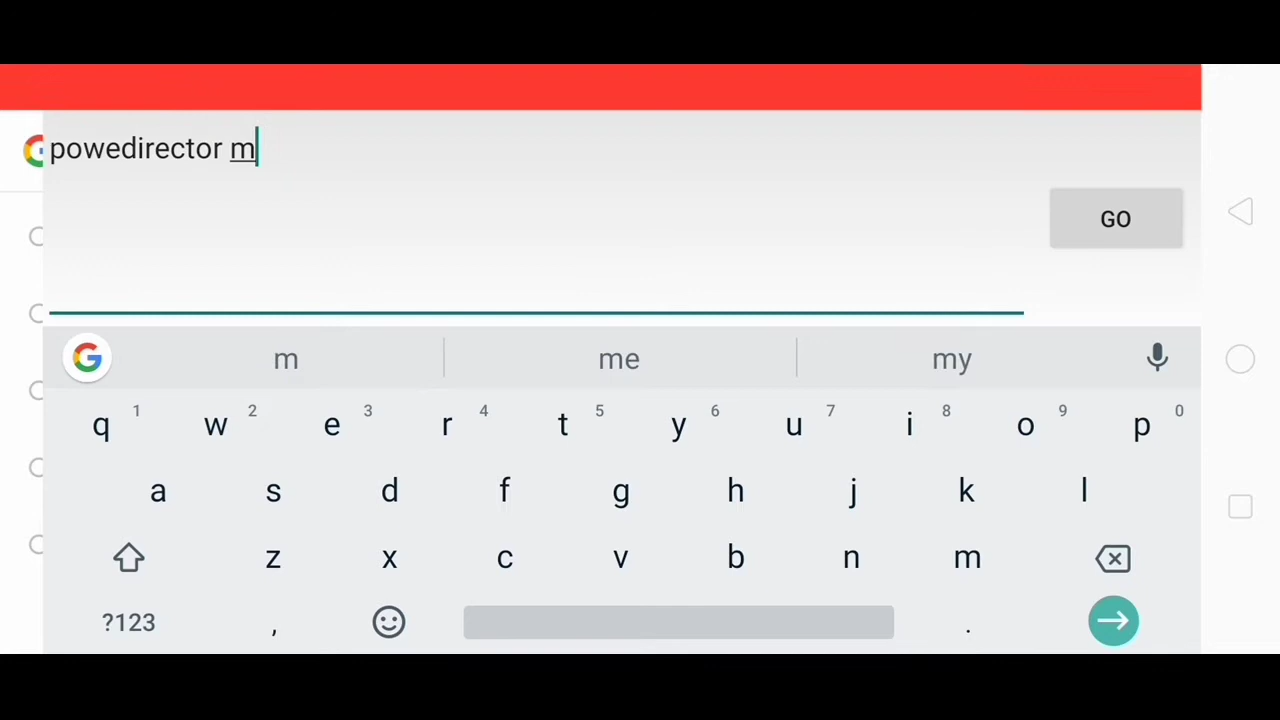 powedirector m
GO
m me my
q 1 w 2 e 3 r 4 t 5 y 6 u 7 i 8 o 9 p 0
a s d f g h j k l
z x c v b n m
?123 , .